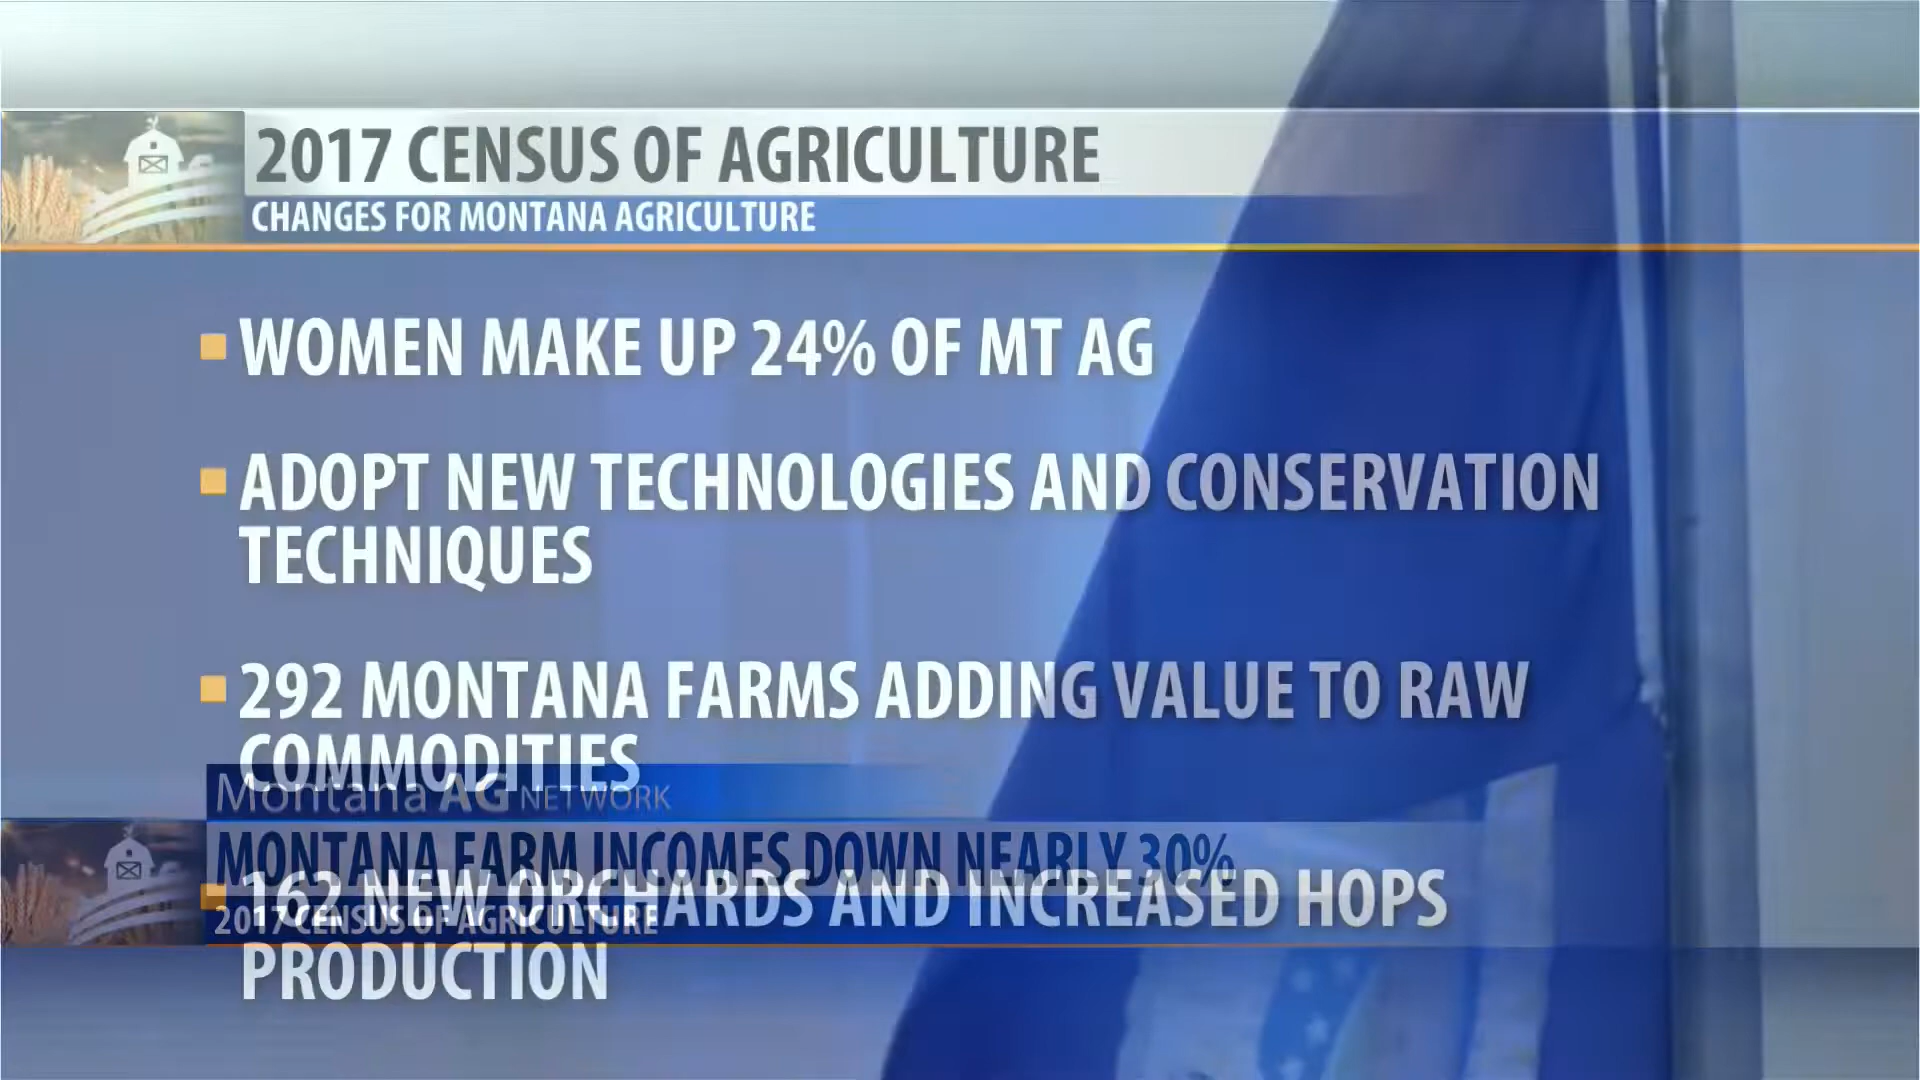 2017 CENSUS OF AGRICULTURE
CHANGES FOR MONTANA AGRICULTURE
WOMEN MAKE UP 24% OF MT AG
ADOPT NEW TECHNOLOGIES AND CONSERVATION
TECHNIQUES
292 MONTANA FARMS ADDING VALUE TO RAW
COMMODITIES
Montana AG NETWORK
MONTANA FARM INCOMES DOWN NEARLY 30%
162 NEW ORCHARDS AND INCREASED HOPS
2017 CENSUS OF AGRICULTURE
PRODUCTION